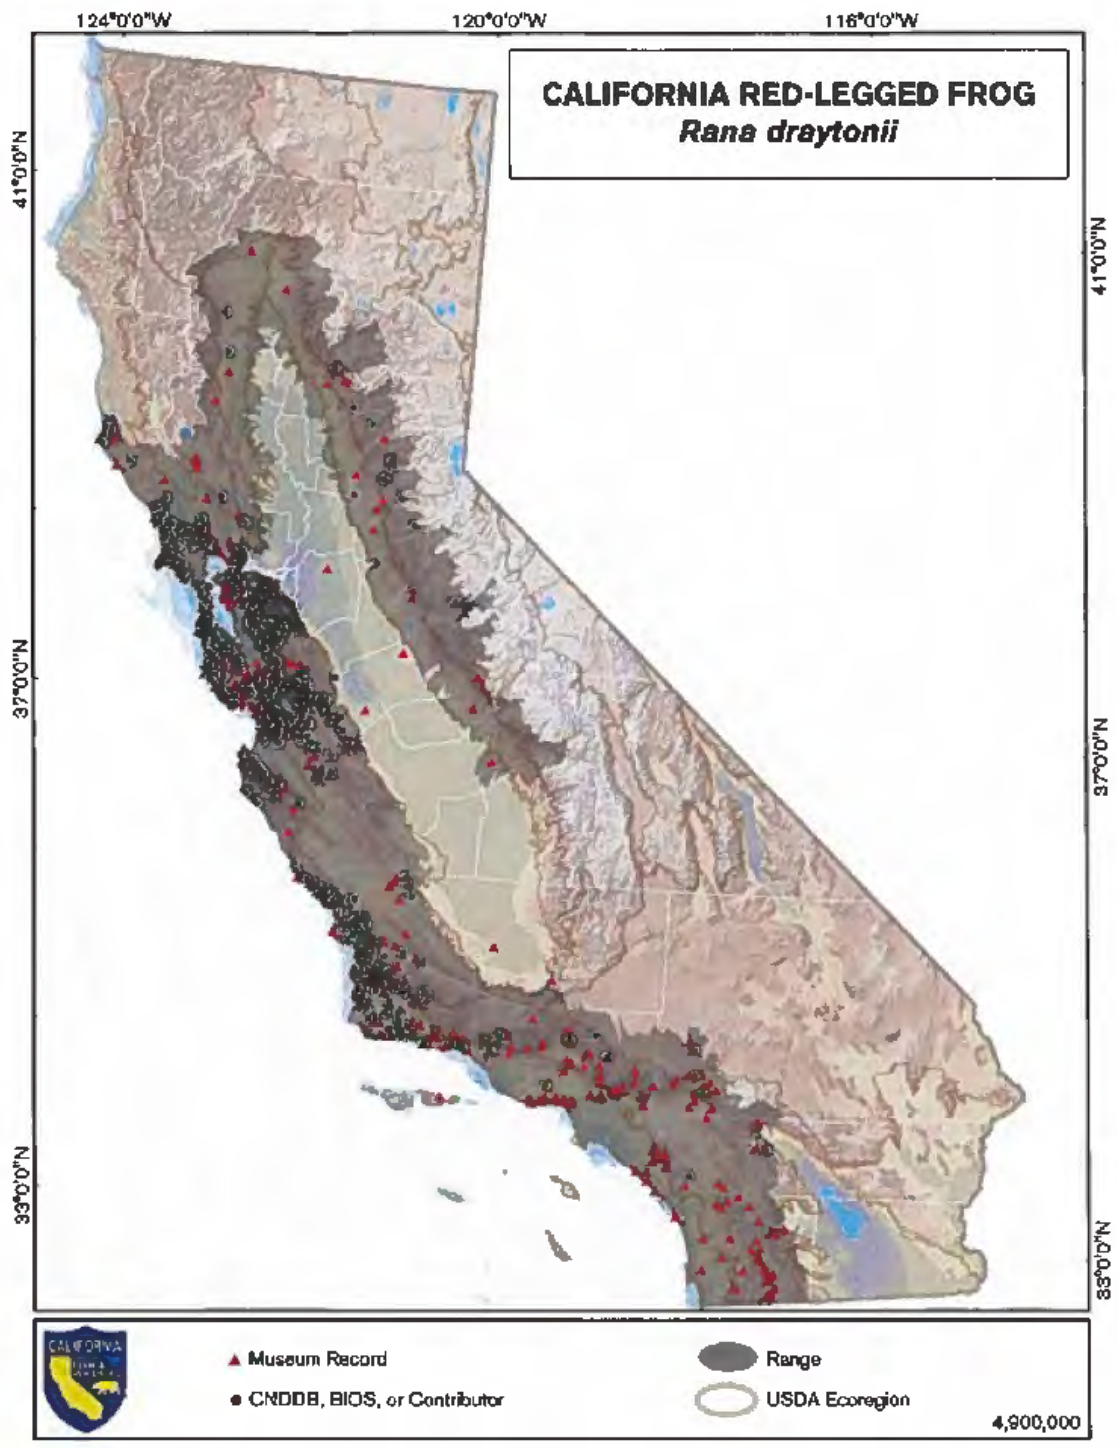 124°0'0"W 120°0'0"W 116°0'0"W
CALIFORNIA RED-LEGGED FROG
Rana draytonii
41°0'0"N
41°0'0"N
37°0'0"N
37°0'0"N
33°0'0"N
33°0'0"N
CALIFORNIA
Museum Record
Range
CNDDB, BIOS, or Contributor
USDA Ecoregion
4,900,000